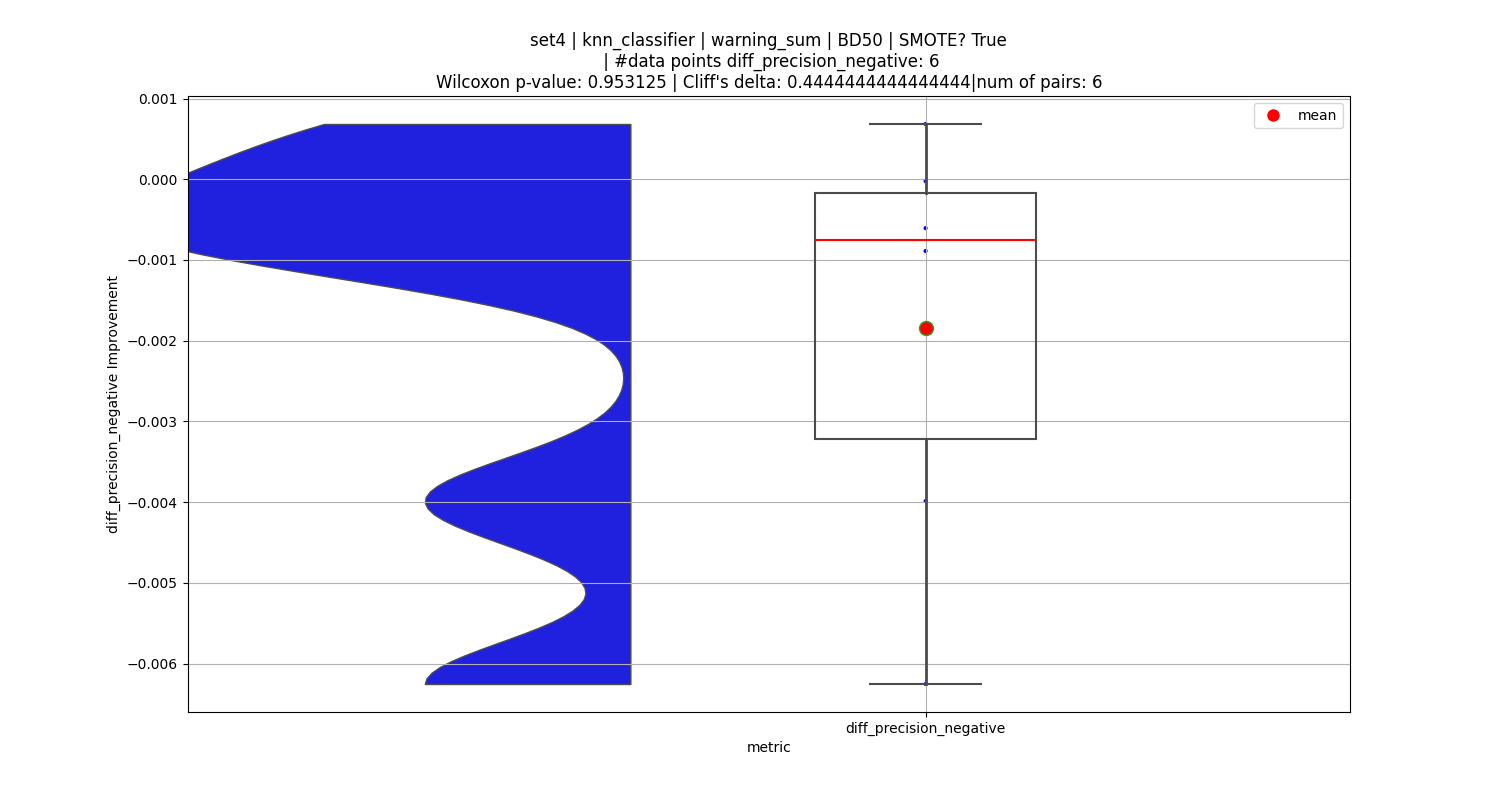 set4 | knn_classifier | warning_sum | BD50 | SMOTE? True
| #data points diff_precision_negative: 6
Wilcoxon p-value: 0.953125 | Cliff's delta: 0.4444444444444444|num of pairs: 6
mean
0.001
0.000
−0.001
−0.002
−0.003
−0.004
−0.005
−0.006
diff_precision_negative Improvement
diff_precision_negative
metric